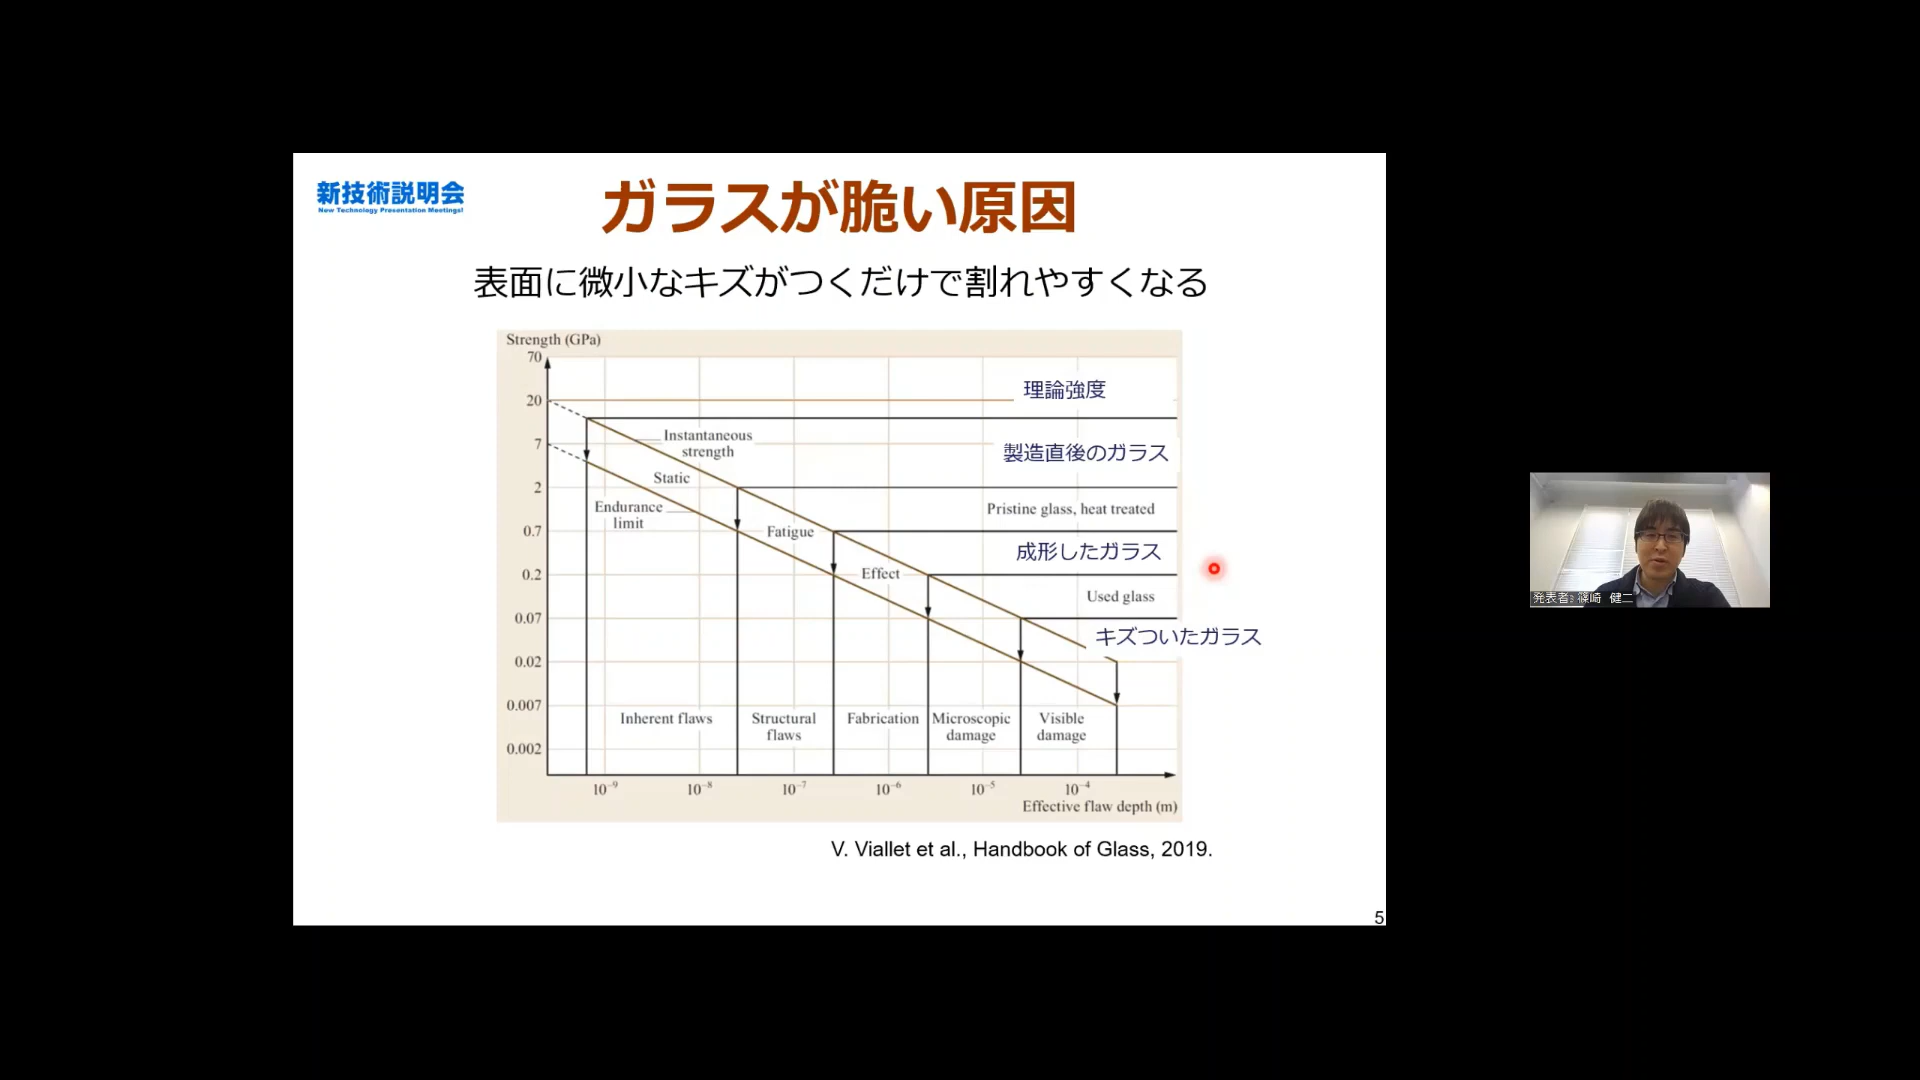 新技術説明会
New Technology Presentation Meetings!
ガラスが脆い原因
表面に微小なキズがつくだけで割れやすくなる
Strength (GPa)
70
20
7
2
0.7
0.2
0.07
0.02
0.007
0.002
理論強度
Instantaneous
strength
製造直後のガラス
Static
Endurance
limit
Pristine glass, heat treated
Fatigue
成形したガラス
Effect
Used glass
キズついたガラス
Inherent flaws
Structural
flaws
Fabrication
Microscopic
damage
Visible
damage
10⁻⁹
10⁻⁸
10⁻⁷
10⁻⁶
10⁻⁵
10⁻⁴
Effective flaw depth (m)
V. Viallet et al., Handbook of Glass, 2019.
5
発表者: 篠崎 健二